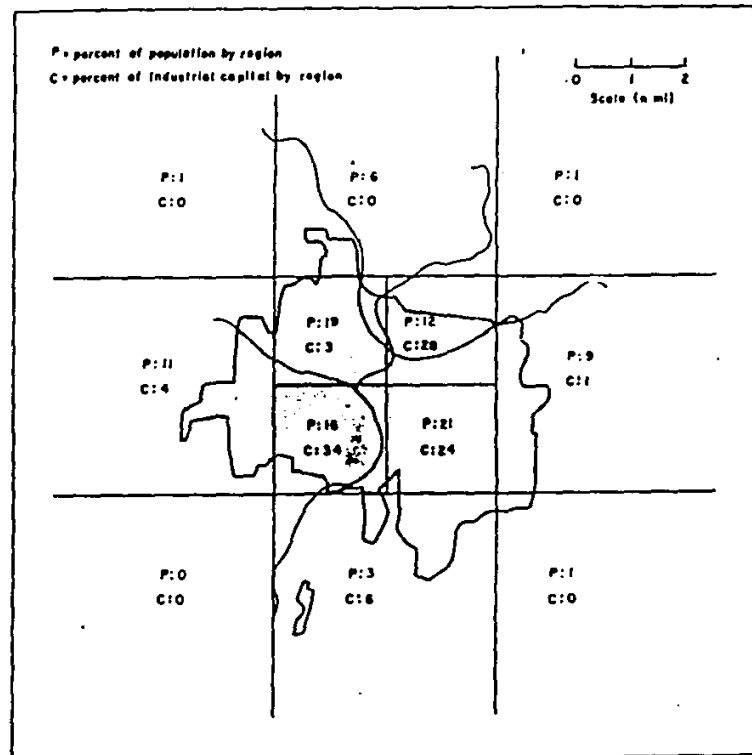 P = percent of population by region
C = percent of industrial capital by region
0 1 2
Scale (n mi)
P:1
C:0
P:6
C:0
P:1
C:0
P:19
C:3
P:12
C:28
P:11
C:4
P:9
C:1
P:16
C:34
P:21
C:24
P:0
C:0
P:3
C:6
P:1
C:0